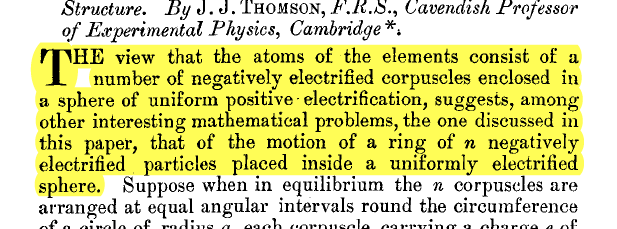 Structure. By J. J. THOMSON, F.R.S., Cavendish Professor
of Experimental Physics, Cambridge *.
THE view that the atoms of the elements consist of a
number of negatively electrified corpuscles enclosed in
a sphere of uniform positive electrification, suggests, among
other interesting mathematical problems, the one discussed in
this paper, that of the motion of a ring of n negatively
electrified particles placed inside a uniformly electrified
sphere. Suppose when in equilibrium the n corpuscles are
arranged at equal angular intervals round the circumference
of a circle of radius a, each corpuscle carrying a charge e of